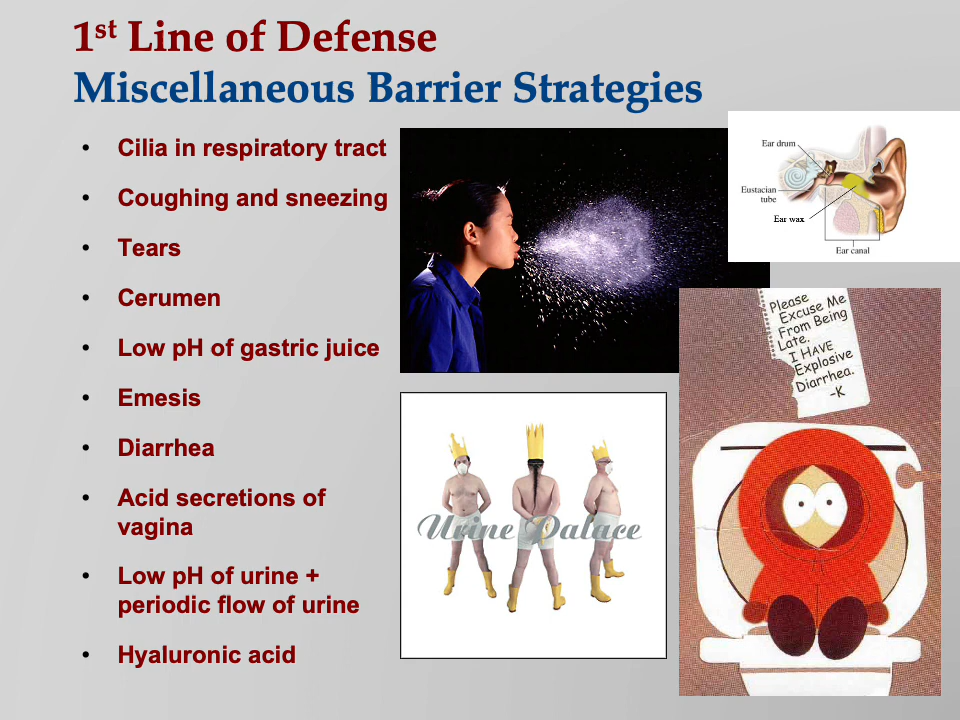 1st Line of Defense
Miscellaneous Barrier Strategies
• Cilia in respiratory tract
• Coughing and sneezing
• Tears
• Cerumen
• Low pH of gastric juice
• Emesis
• Diarrhea
• Acid secretions of
vagina
• Low pH of urine +
periodic flow of urine
• Hyaluronic acid
Ear drum
Eustacian
tube
Ear wax
Ear canal
Please
Excuse Me
From Being
Late.
I HAVE
Explosive
Diarrhea.
-K
Urine Palace